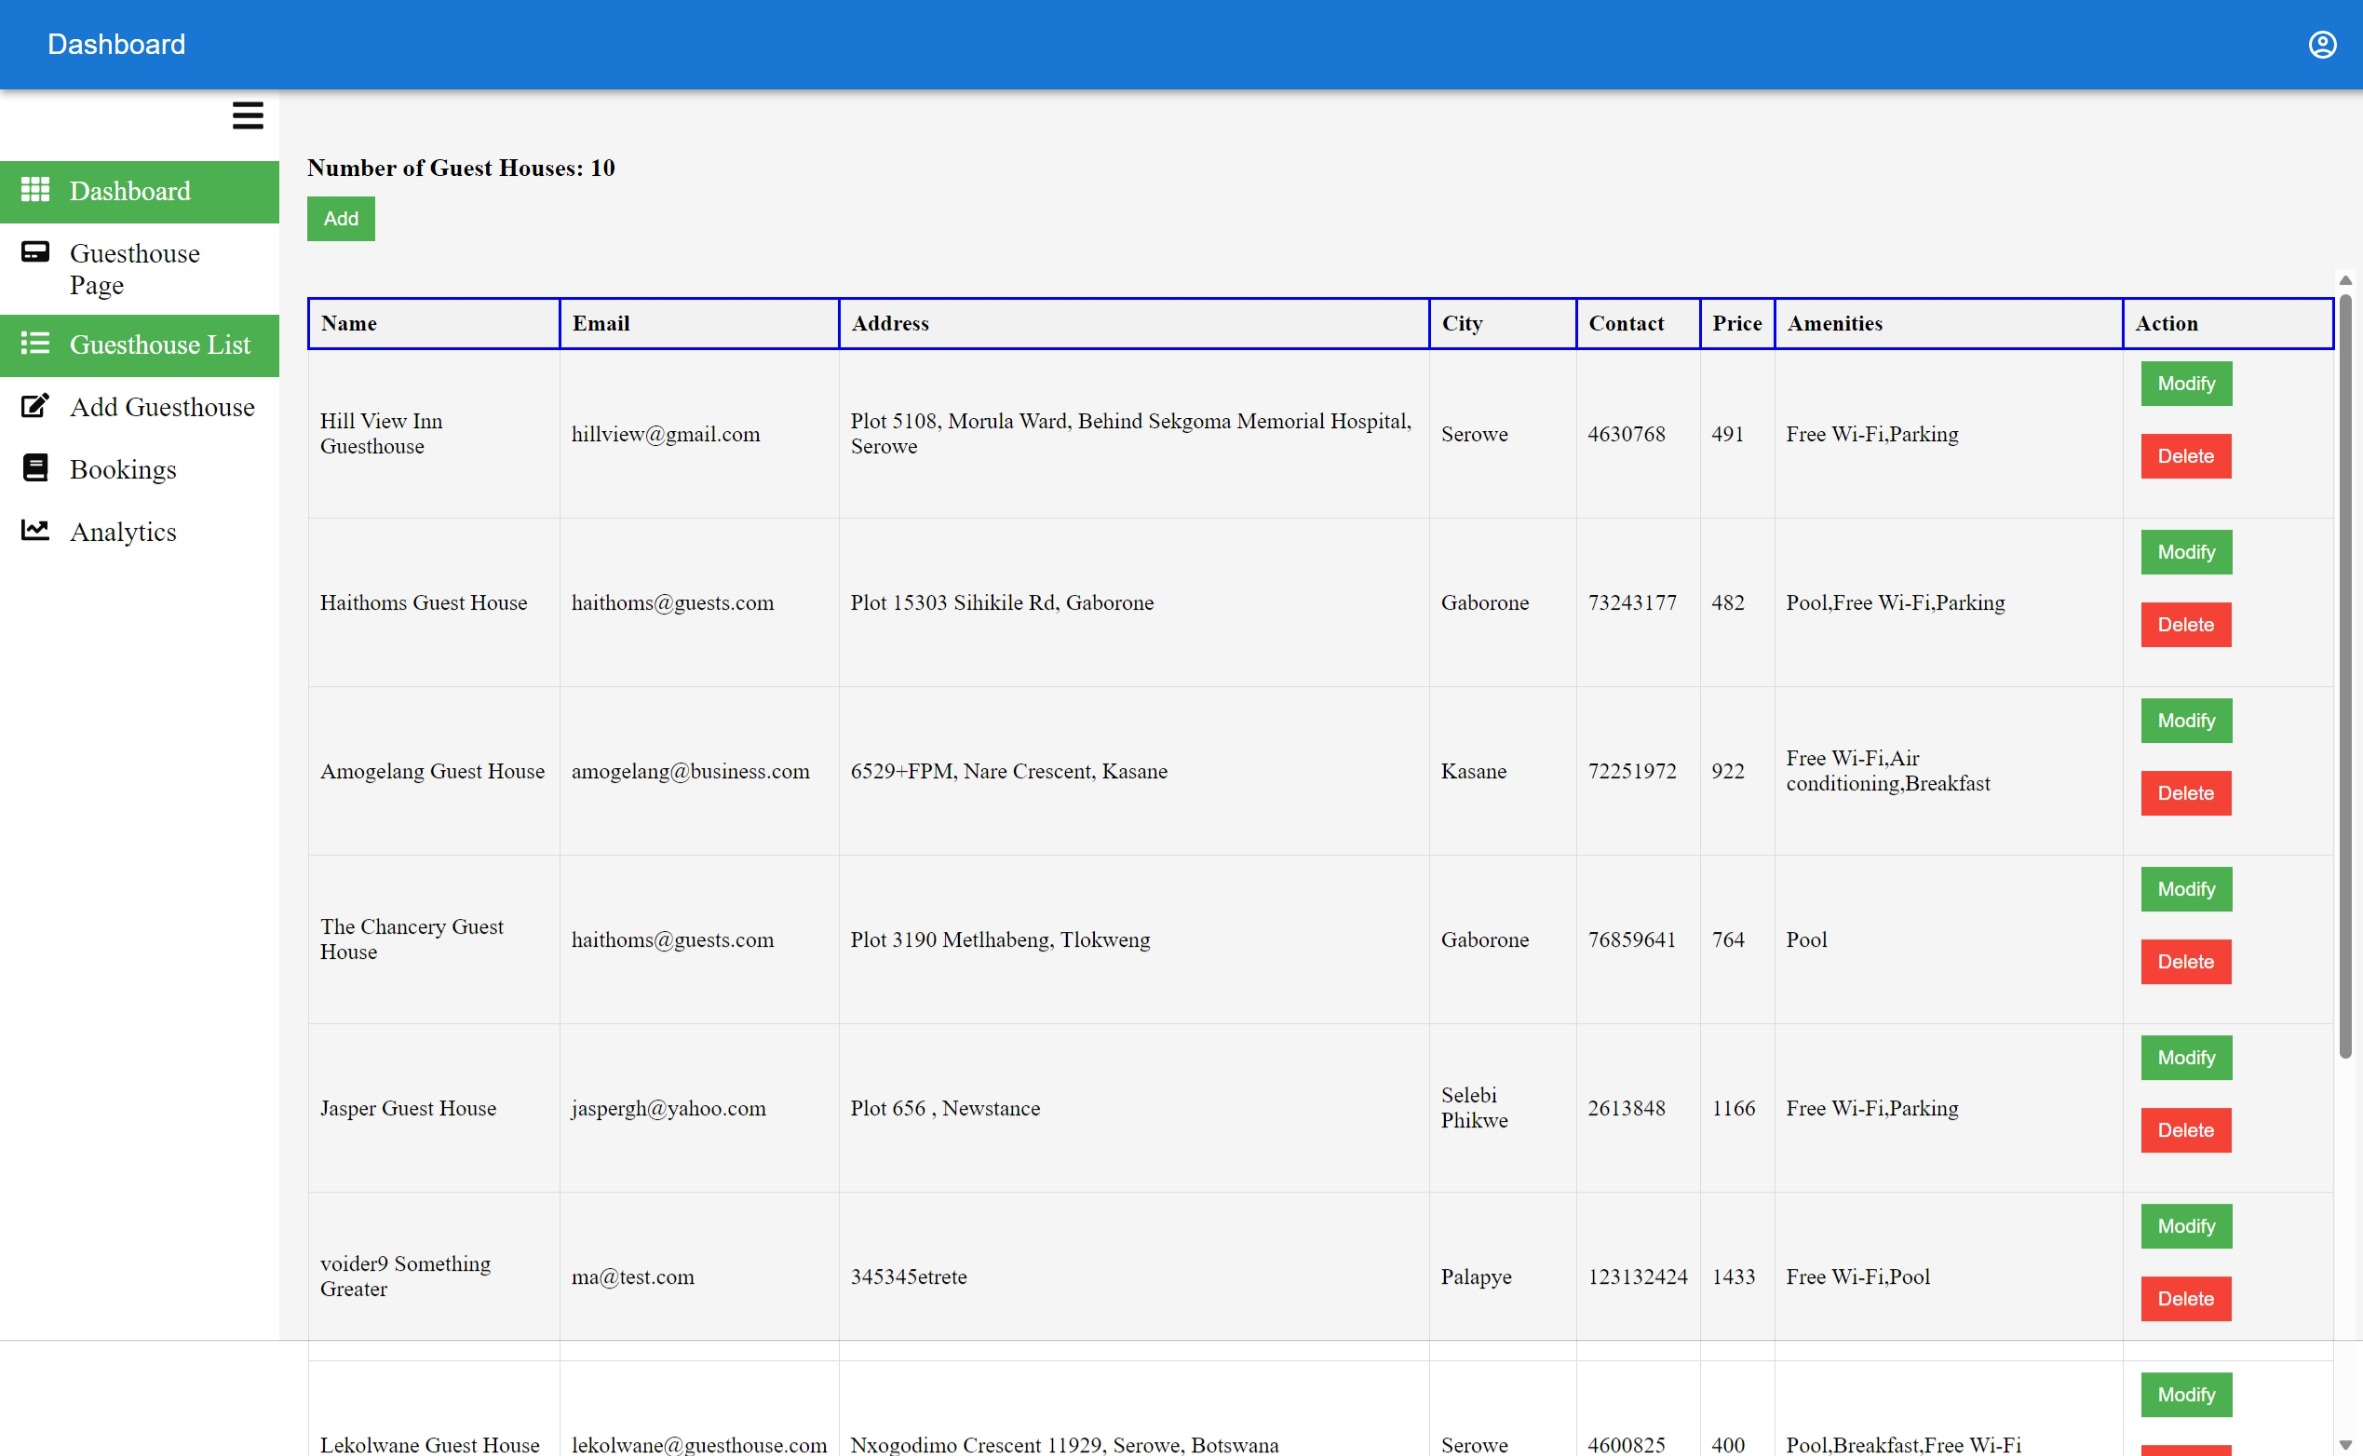 Dashboard
Dashboard
Guesthouse
Page
Guesthouse List
Add Guesthouse
Bookings
Analytics
Number of Guest Houses: 10
Add
Name Email Address City Contact Price Amenities Action
Hill View Inn
Guesthouse
hillview@gmail.com
Plot 5108, Morula Ward, Behind Sekgoma Memorial Hospital,
Serowe
Serowe
4630768
491
Free Wi-Fi,Parking
Modify
Delete
Haithoms Guest House
haithoms@guests.com
Plot 15303 Sihikile Rd, Gaborone
Gaborone
73243177
482
Pool,Free Wi-Fi,Parking
Modify
Delete
Amogelang Guest House
amogelang@business.com
6529+FPM, Nare Crescent, Kasane
Kasane
72251972
922
Free Wi-Fi,Air
conditioning,Breakfast
Modify
Delete
The Chancery Guest
House
haithoms@guests.com
Plot 3190 Metlhabeng, Tlokweng
Gaborone
76859641
764
Pool
Modify
Delete
Jasper Guest House
jaspergh@yahoo.com
Plot 656 , Newstance
Selebi
Phikwe
2613848
1166
Free Wi-Fi,Parking
Modify
Delete
voider9 Something
Greater
ma@test.com
345345etrete
Palapye
123132424
1433
Free Wi-Fi,Pool
Modify
Delete
Lekolwane Guest House
lekolwane@guesthouse.com
Nxogodimo Crescent 11929, Serowe, Botswana
Serowe
4600825
400
Pool,Breakfast,Free Wi-Fi
Modify